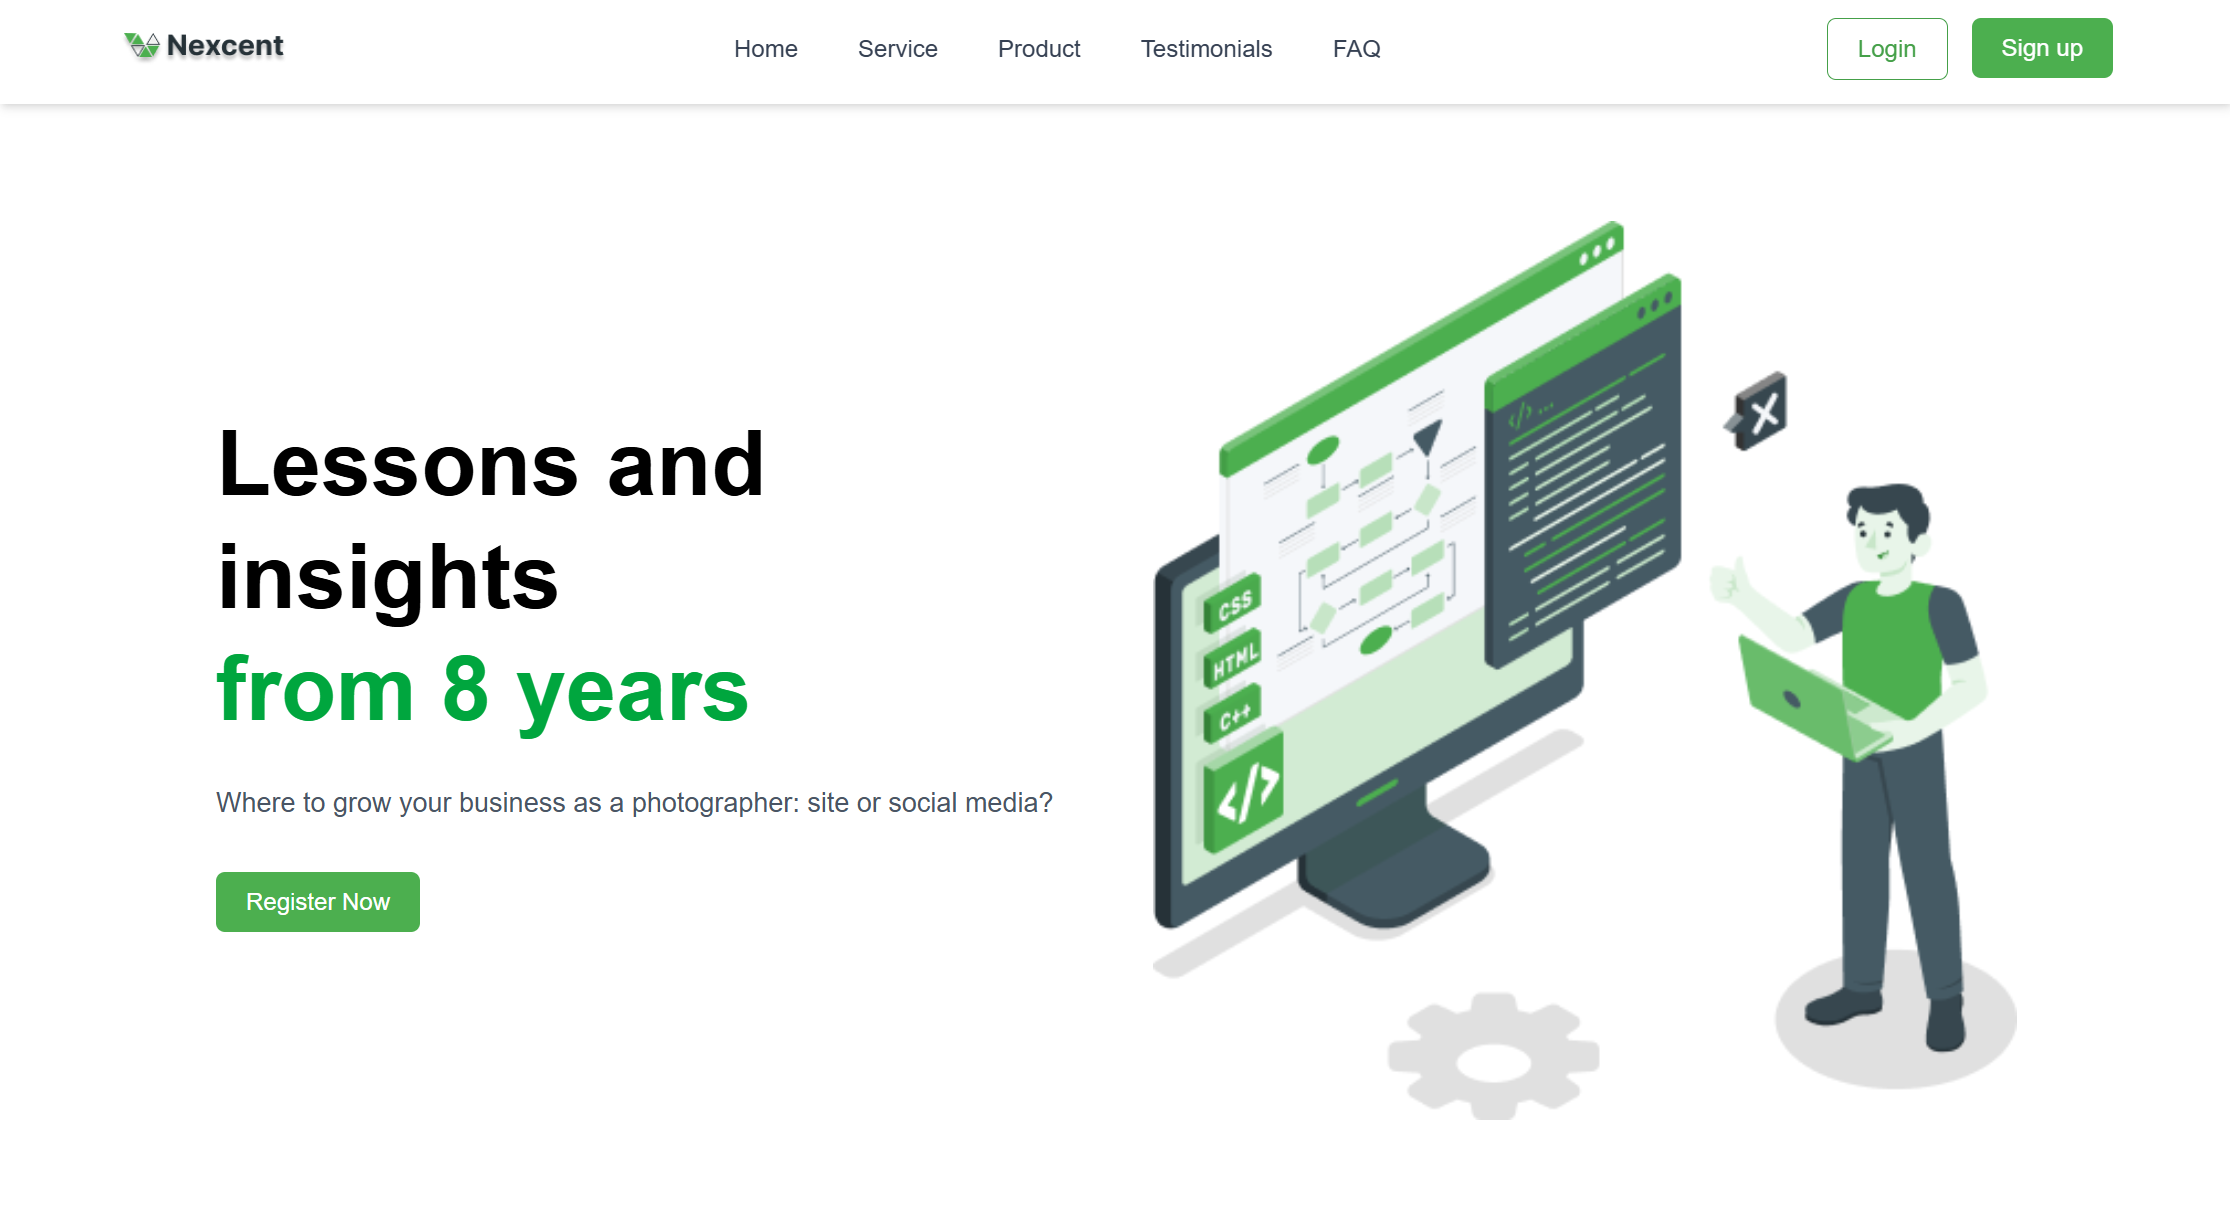 Nexcent
Home Service Product Testimonials FAQ
Login Sign up
Lessons and
insights
from 8 years
Where to grow your business as a photographer: site or social media?
Register Now
</> ...
X
CSS
HTML
C++
</>